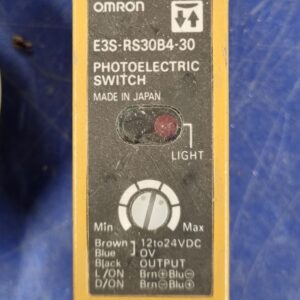 OMRON
E3S-RS30B4-30
PHOTOELECTRIC
SWITCH
MADE IN JAPAN
LIGHT
Min Max
Brown 12to24VDC
Blue 0V
Black OUTPUT
L/ON Brn⊕Blu⊖
D/ON Brn⊖Blu⊕